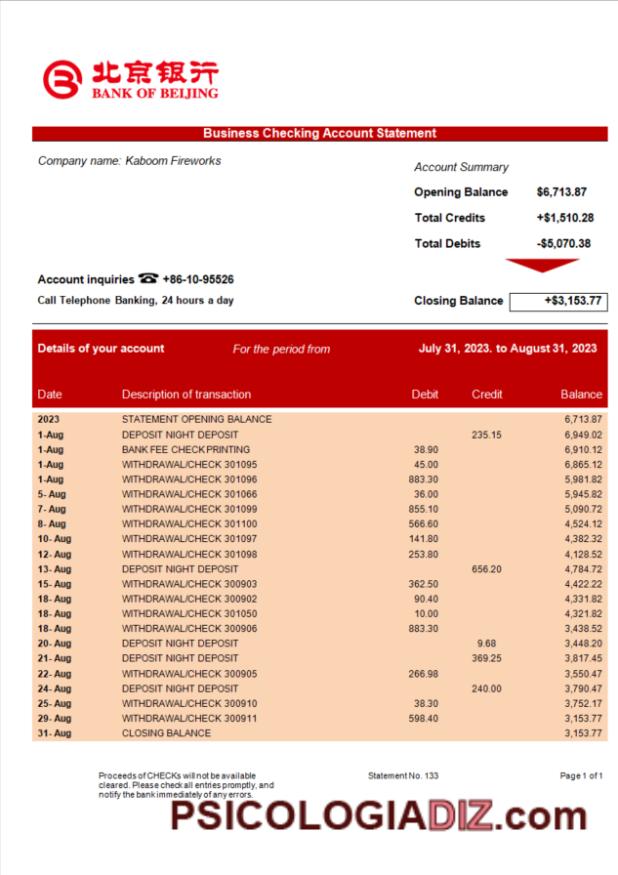 北京银行
BANK OF BEIJING
Business Checking Account Statement
Company name: Kaboom Fireworks
Account Summary
Opening Balance $6,713.87
Total Credits +$1,510.28
Total Debits -$5,070.38
Account inquiries ☎ +86-10-95526
Call Telephone Banking, 24 hours a day
Closing Balance +$3,153.77
Details of your account For the period from July 31, 2023. to August 31, 2023
Date Description of transaction Debit Credit Balance
2023 STATEMENT OPENING BALANCE 6,713.87
1-Aug DEPOSIT NIGHT DEPOSIT 235.15 6,949.02
1-Aug BANK FEE CHECK PRINTING 38.90 6,910.12
1-Aug WITHDRAWAL/CHECK 301095 45.00 6,865.12
1-Aug WITHDRAWAL/CHECK 301096 883.30 5,981.82
5- Aug WITHDRAWAL/CHECK 301066 36.00 5,945.82
7- Aug WITHDRAWAL/CHECK 301099 855.10 5,090.72
8- Aug WITHDRAWAL/CHECK 301100 566.60 4,524.12
10- Aug WITHDRAWAL/CHECK 301097 141.80 4,382.32
12- Aug WITHDRAWAL/CHECK 301098 253.80 4,128.52
13- Aug DEPOSIT NIGHT DEPOSIT 656.20 4,784.72
15- Aug WITHDRAWAL/CHECK 300903 362.50 4,422.22
18- Aug WITHDRAWAL/CHECK 300902 90.40 4,331.82
18- Aug WITHDRAWAL/CHECK 301050 10.00 4,321.82
18- Aug WITHDRAWAL/CHECK 300906 883.30 3,438.52
20- Aug DEPOSIT NIGHT DEPOSIT 9.68 3,448.20
21- Aug DEPOSIT NIGHT DEPOSIT 369.25 3,817.45
22- Aug WITHDRAWAL/CHECK 300905 266.98 3,550.47
24- Aug DEPOSIT NIGHT DEPOSIT 240.00 3,790.47
25- Aug WITHDRAWAL/CHECK 300910 38.30 3,752.17
29- Aug WITHDRAWAL/CHECK 300911 598.40 3,153.77
31- Aug CLOSING BALANCE 3,153.77
Proceeds of CHECKs will not be available Statement No. 133 Page 1 of 1
cleared. Please check all entries promptly, and
notify the bank immediately of any errors.
PSICOLOGIADIZ.com